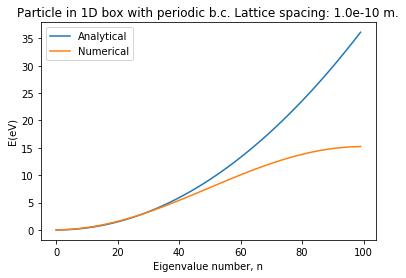 Particle in 1D box with periodic b.c. Lattice spacing: 1.0e-10 m.
Analytical
Numerical
E(eV)
35
30
25
20
15
10
5
0
0 20 40 60 80 100
Eigenvalue number, n